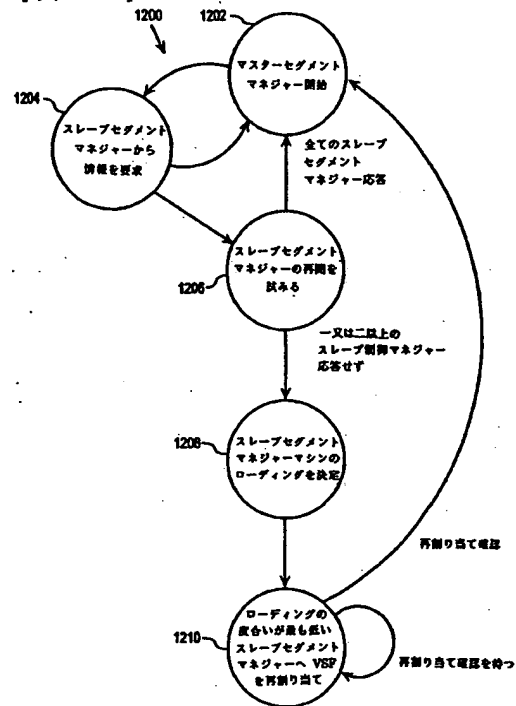 1200
1202
マスターセグメント
マネジャー開始
1204
スレーブセグメント
マネジャーから
情報を要求
全てのスレーブ
セグメント
マネジャー応答
スレーブセグメント
マネジャーの再開を
試みる
1206
一又は二以上の
スレーブ制御マネジャー
応答せず
1208
スレーブセグメント
マネジャーマシンの
ローディングを決定
再割り当て確認
1210
ローディングの
度合いが最も低い
スレーブセグメント
マネジャーへ VSF
を再割り当て
再割り当て確認を待つ